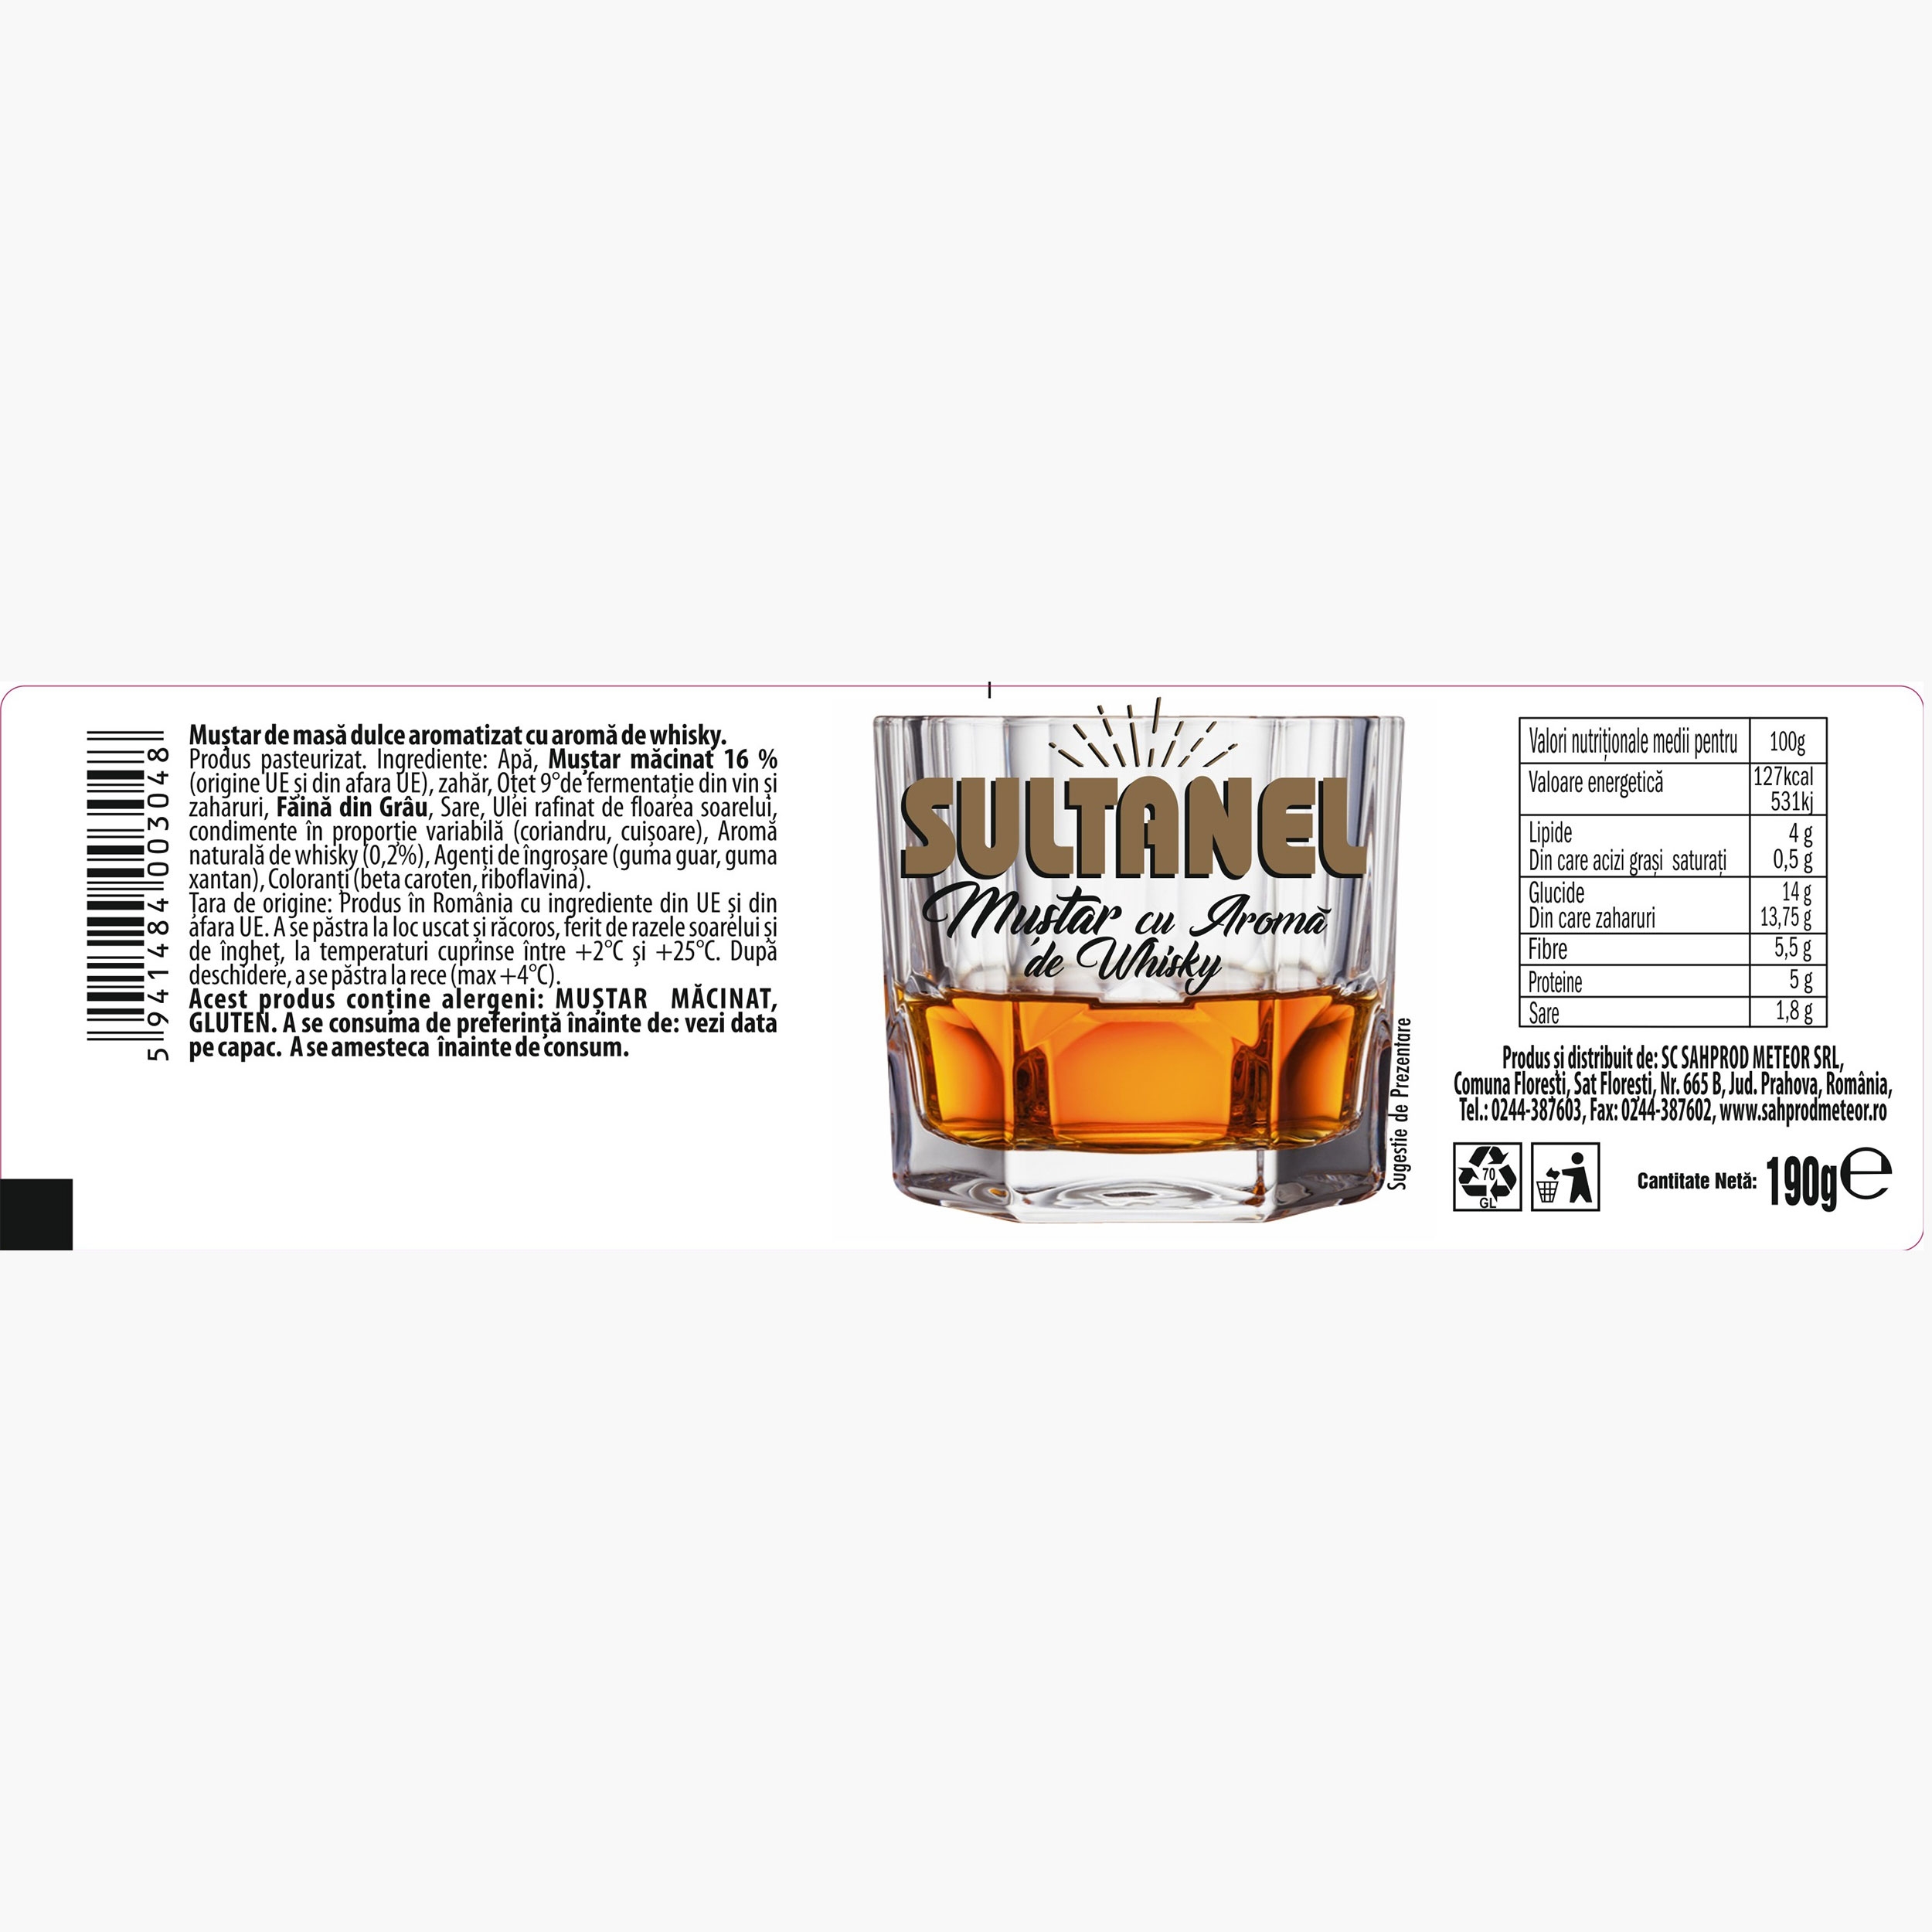 5 941484 003048
Muștar de masă dulce aromatizat cu aromă de whisky.
Produs pasteurizat. Ingrediente: Apă, Muștar măcinat 16 %
(origine UE și din afara UE), zahăr, Oțet 9°de fermentație din vin și
zaharuri, Făină din Grâu, Sare, Ulei rafinat de floarea soarelui,
condimente în proporție variabilă (coriandru, cuișoare), Aromă
naturală de whisky (0,2%), Agenți de îngroșare (guma guar, guma
xantan), Coloranți (beta caroten, riboflavină).
Țara de origine: Produs în România cu ingrediente din UE și din
afara UE. A se păstra la loc uscat și răcoros, ferit de razele soarelui și
de îngheț, la temperaturi cuprinse între +2°C și +25°C. După
deschidere, a se păstra la rece (max +4°C).
Acest produs conține alergeni: MUȘTAR MĂCINAT,
GLUTEN. A se consuma de preferință înainte de: vezi data
pe capac. A se amesteca înainte de consum.
SULTANEL
Muștar cu Aromă
de Whisky
Sugestie de Prezentare
Valori nutriționale medii pentru 100g
Valoare energetică 127kcal
531kj
Lipide 4 g
Din care acizi grași saturați 0,5 g
Glucide 14 g
Din care zaharuri 13,75 g
Fibre 5,5 g
Proteine 5 g
Sare 1,8 g
Produs și distribuit de: SC SAHPROD METEOR SRL,
Comuna Florești, Sat Florești, Nr. 665 B, Jud. Prahova, România,
Tel.: 0244-387603, Fax: 0244-387602, www.sahprodmeteor.ro
70
GL
Cantitate Netă: 190g e